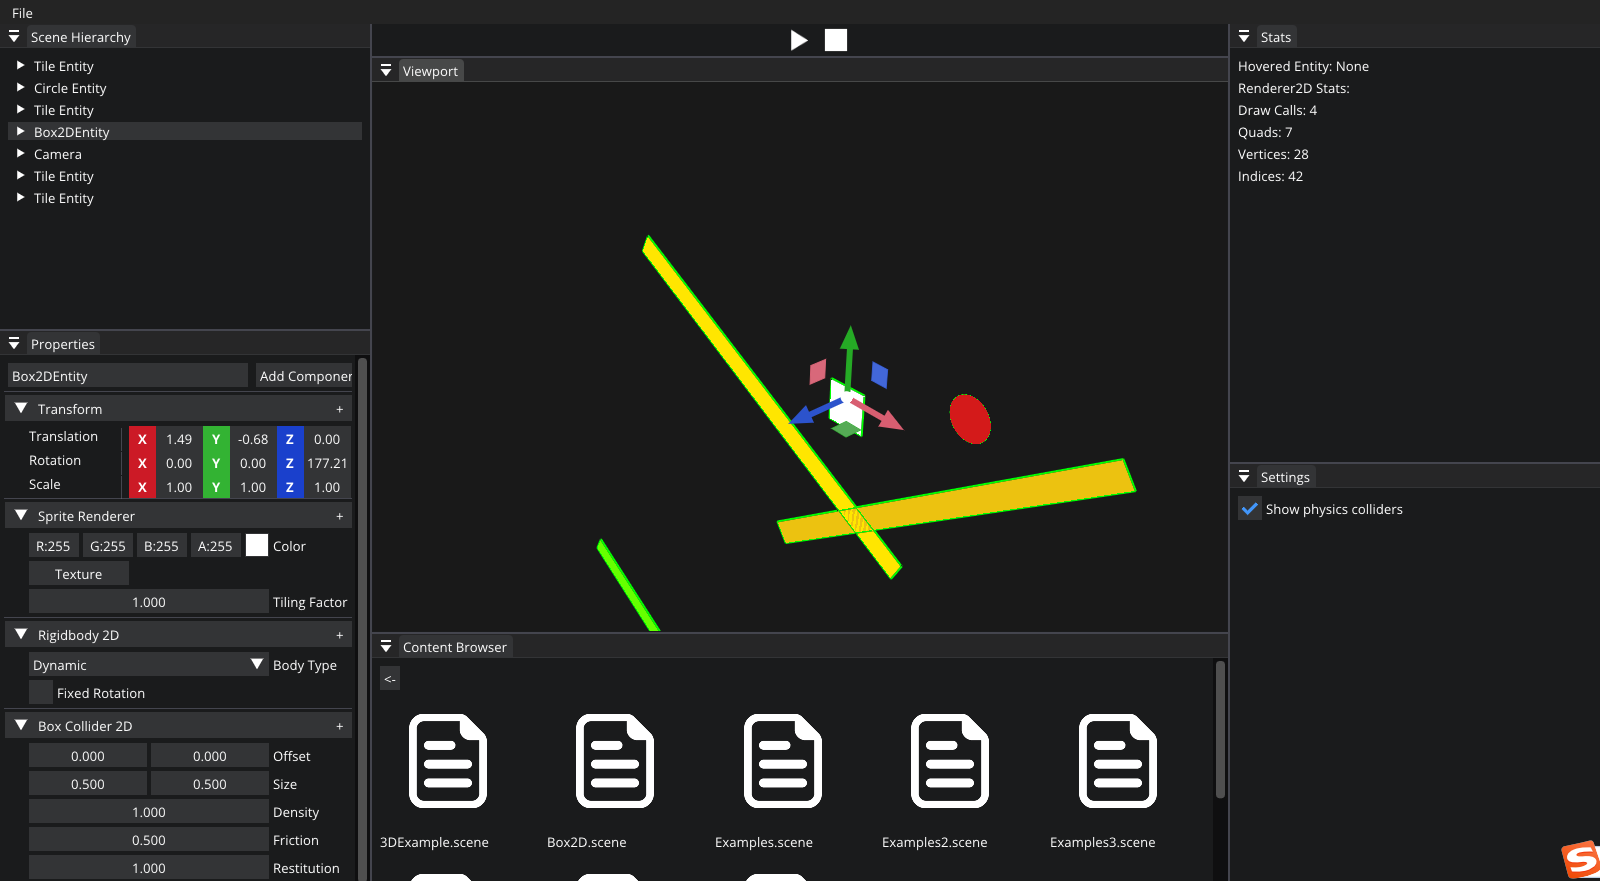 File
Scene Hierarchy
Tile Entity
Circle Entity
Tile Entity
Box2DEntity
Camera
Tile Entity
Tile Entity
Properties
Box2DEntity Add Componer
Transform +
Translation X 1.49 Y -0.68 Z 0.00
Rotation X 0.00 Y 0.00 Z 177.21
Scale X 1.00 Y 1.00 Z 1.00
Sprite Renderer +
R:255 G:255 B:255 A:255 Color
Texture
1.000 Tiling Factor
Rigidbody 2D +
Dynamic Body Type
Fixed Rotation
Box Collider 2D +
0.000 0.000 Offset
0.500 0.500 Size
1.000 Density
0.500 Friction
1.000 Restitution
Viewport
Content Browser
<-
3DExample.scene Box2D.scene Examples.scene Examples2.scene Examples3.scene
Stats
Hovered Entity: None
Renderer2D Stats:
Draw Calls: 4
Quads: 7
Vertices: 28
Indices: 42
Settings
Show physics colliders
S